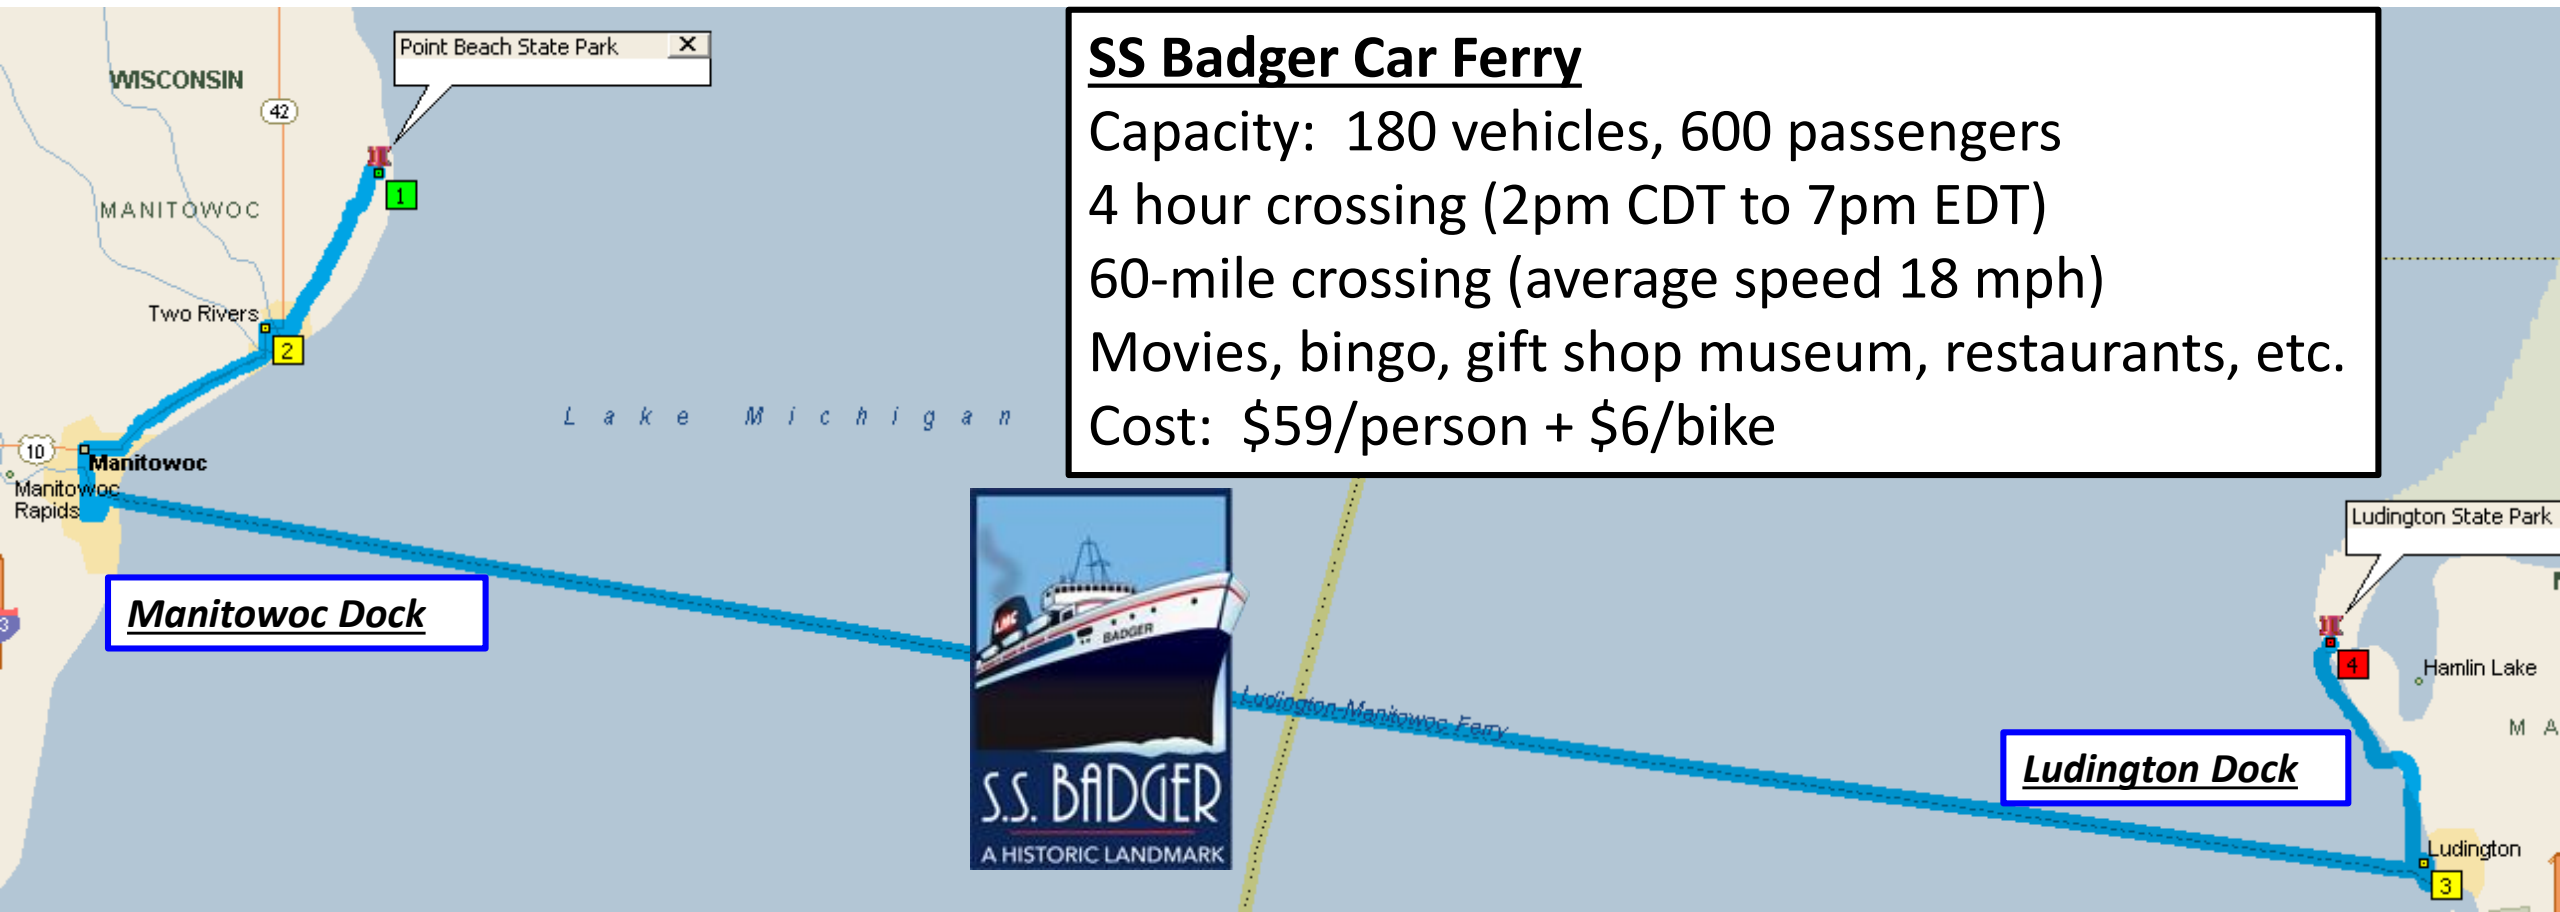 SS Badger Car Ferry
Capacity:  180 vehicles, 600 passengers
4 hour crossing (2pm CDT to 7pm EDT)
60-mile crossing (average speed 18 mph)
Movies, bingo, gift shop museum, restaurants, etc.
Cost:  $59/person + $6/bike
Point Beach State Park
WISCONSIN
42
1
MANITOWOC
Two Rivers
2
Lake Michigan
10
Manitowoc
Manitowoc
Rapids
Manitowoc Dock
3
LMC
BADGER
S.S. BADGER
A HISTORIC LANDMARK
Ludington-Manitowoc Ferry
Ludington State Park
4
Hamlin Lake
M A
Ludington Dock
Ludington
3